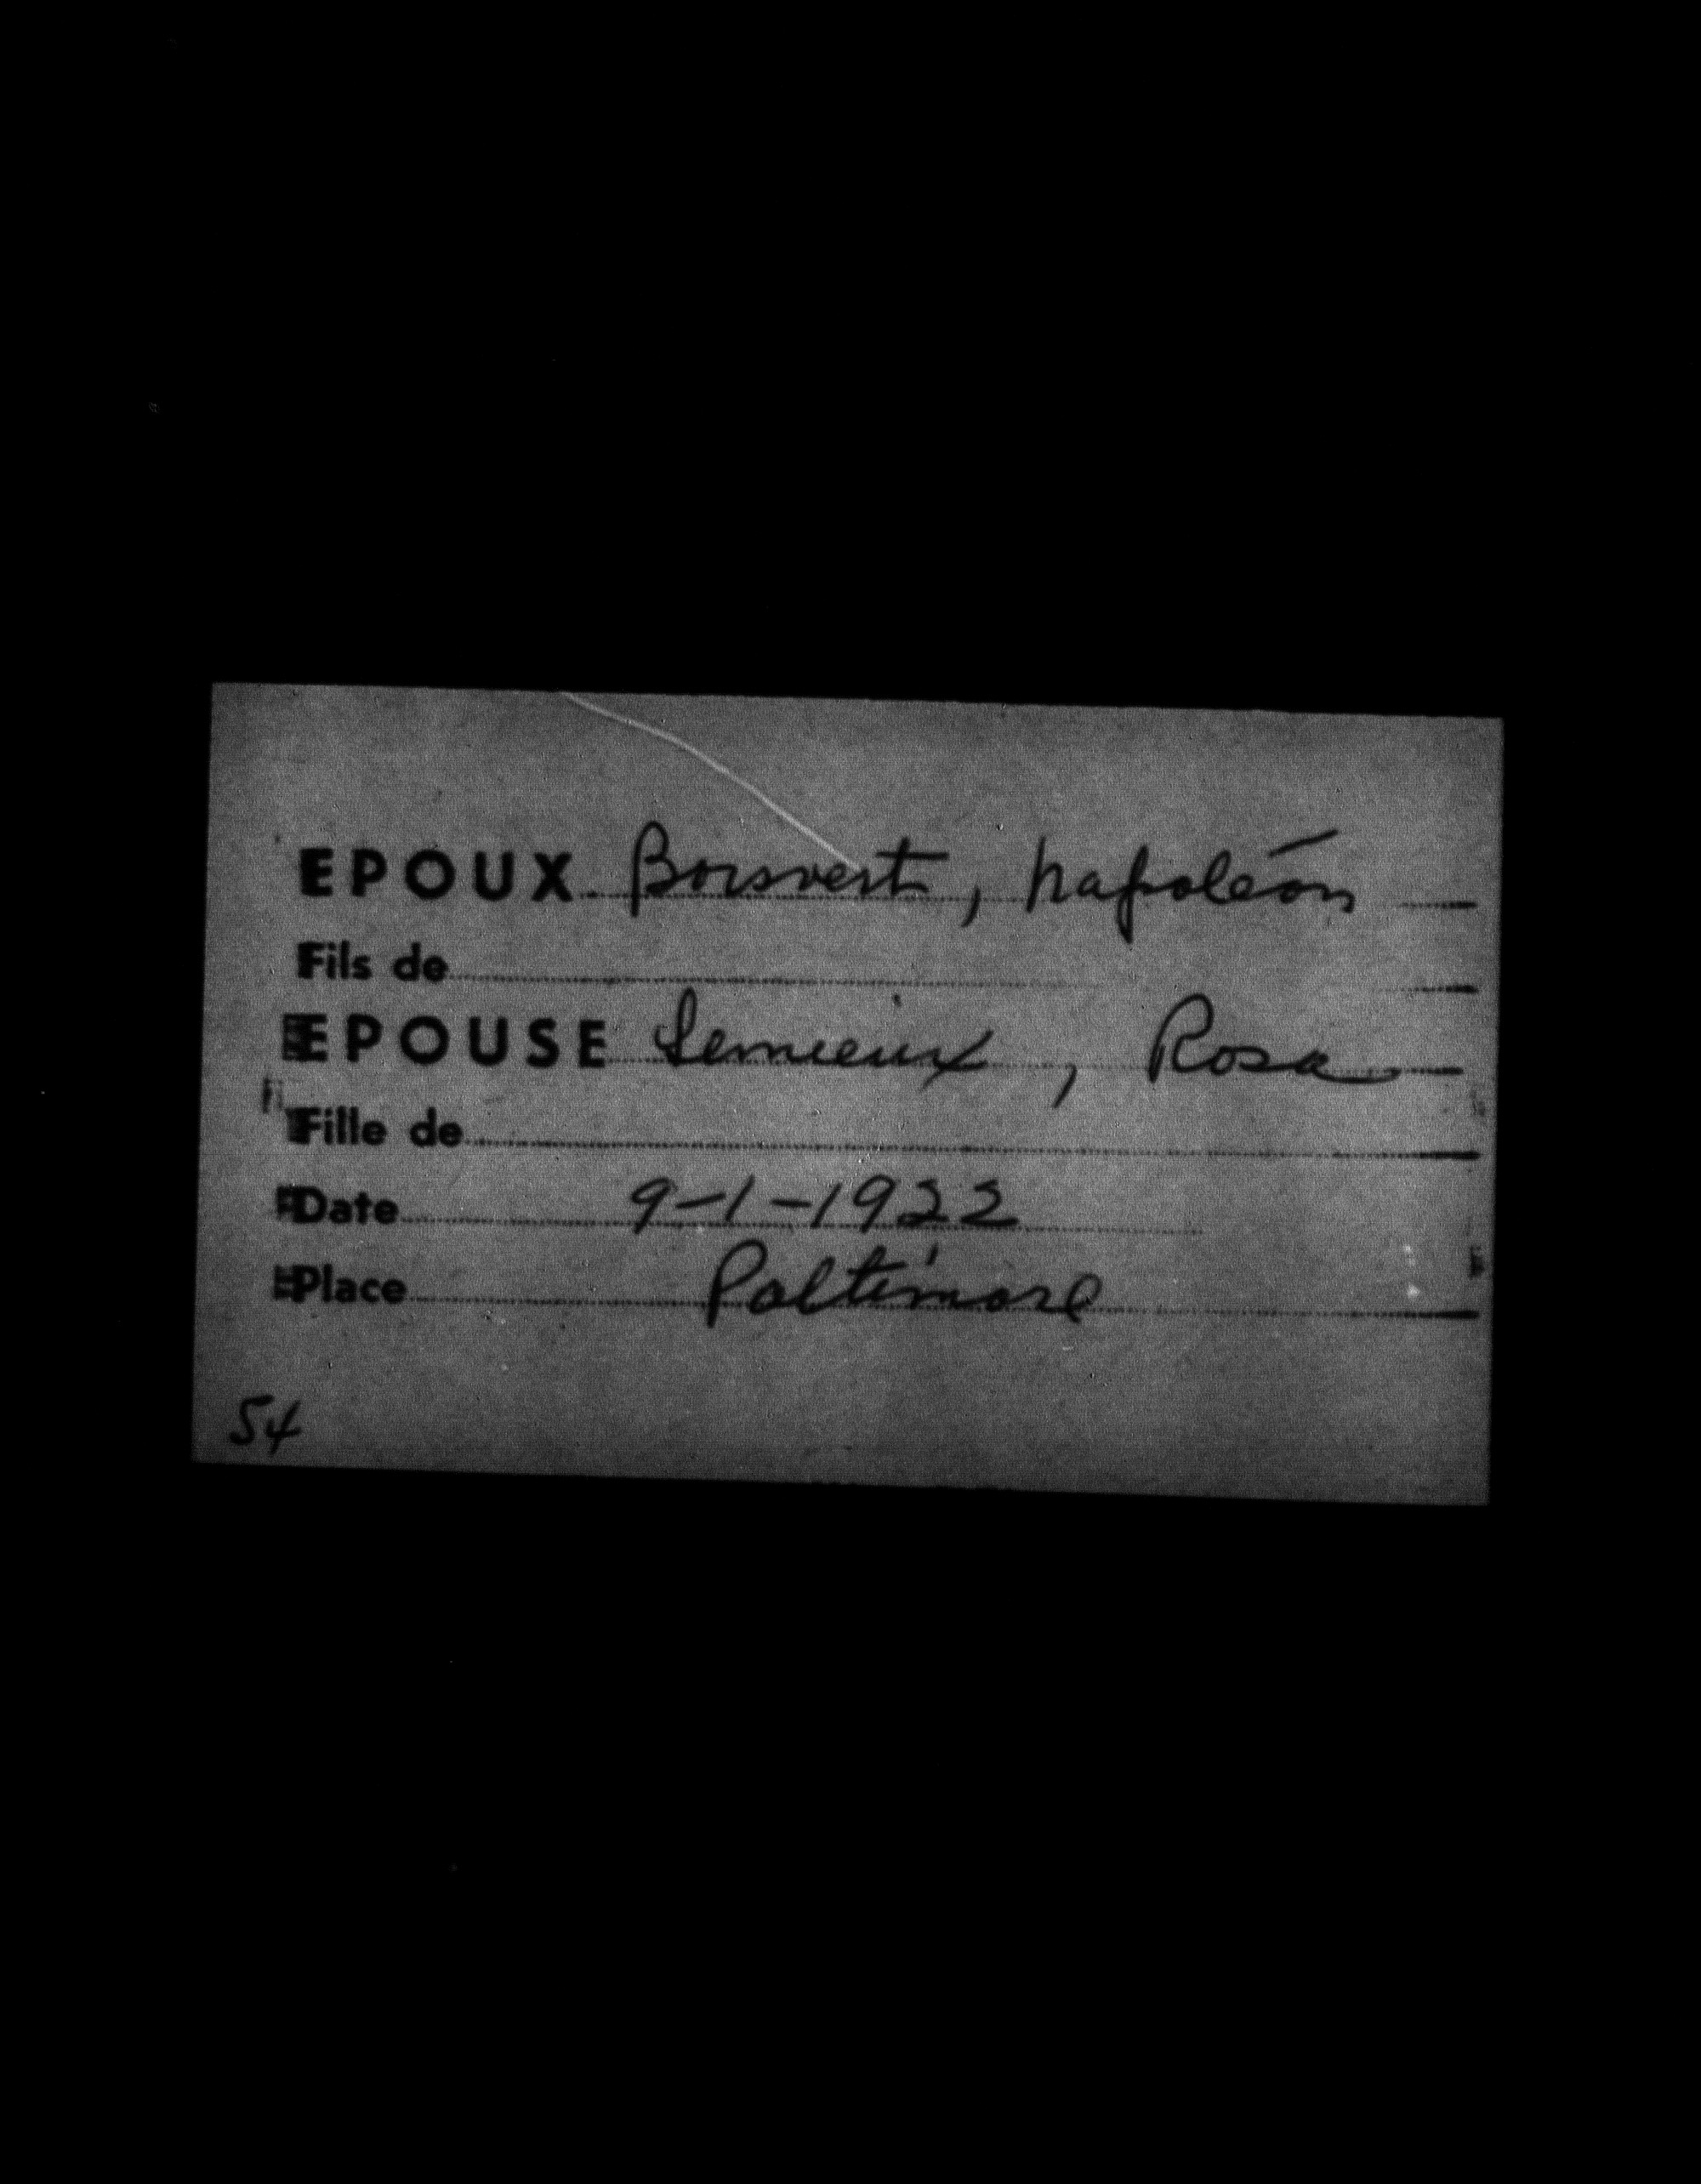 EPOUX Boisvert, Napoléon
Fils de
EPOUSE Lemieux, Rosa
Fille de
Date 9-1-1922
Place Poltimore
54